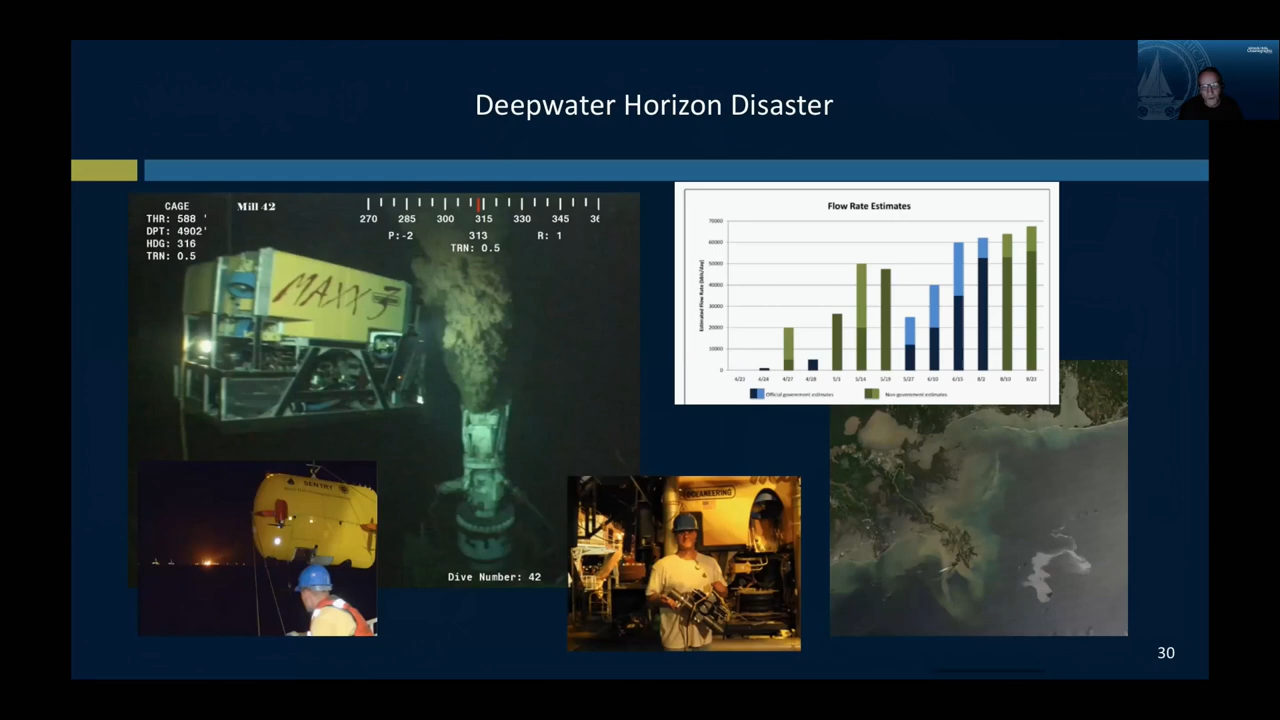 Deepwater Horizon Disaster
CAGE
THR: 588 '
DPT: 4902'
HDG: 316
TRN: 0.5
Mill 42
270 285 300 315 330 345
P:-2 313 R: 1
TRN: 0.5
MAXX 3
Dive Number: 42
Flow Rate Estimates
Estimated Flow Rate (bbls/day)
70000
60000
50000
40000
30000
20000
10000
0
4/23 4/24 4/27 4/28 5/1 5/14 5/19 5/27 6/10 6/15 8/2 8/10 8/23
Official government estimates Non-government estimates
SENTRY
OCEANEERING
30